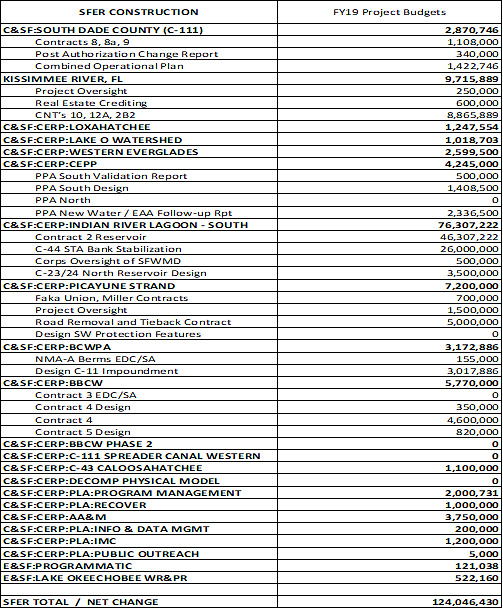 SFER CONSTRUCTION FY19 Project Budgets
C&SF:SOUTH DADE COUNTY (C-111) 2,870,746
Contracts 8, 8a, 9 1,108,000
Post Authorization Change Report 340,000
Combined Operational Plan 1,422,746
KISSIMMEE RIVER, FL 9,715,889
Project Oversight 250,000
Real Estate Crediting 600,000
CNT's 10, 12A, 2B2 8,865,889
C&SF:CERP:LOXAHATCHEE 1,247,554
C&SF:CERP:LAKE O WATERSHED 1,018,703
C&SF:CERP:WESTERN EVERGLADES 2,599,500
C&SF:CERP:CEPP 4,245,000
PPA South Validation Report 500,000
PPA South Design 1,408,500
PPA North 0
PPA New Water / EAA Follow-up Rpt 2,336,500
C&SF:CERP:INDIAN RIVER LAGOON - SOUTH 76,307,222
Contract 2 Reservoir 46,307,222
C-44 STA Bank Stabilization 26,000,000
Corps Oversight of SFWMD 500,000
C-23/24 North Reservoir Design 3,500,000
C&SF:CERP:PICAYUNE STRAND 7,200,000
Faka Union, Miller Contracts 700,000
Project Oversight 1,500,000
Road Removal and Tieback Contract 5,000,000
Design SW Protection Features 0
C&SF:CERP:BCWPA 3,172,886
NMA-A Berms EDC/SA 155,000
Design C-11 Impoundment 3,017,886
C&SF:CERP:BBCW 5,770,000
Contract 3 EDC/SA 0
Contract 4 Design 350,000
Contract 4 4,600,000
Contract 5 Design 820,000
C&SF:CERP:BBCW PHASE 2 0
C&SF:CERP:C-111 SPREADER CANAL WESTERN 0
C&SF:CERP:C-43 CALOOSAHATCHEE 1,100,000
C&SF:CERP:DECOMP PHYSICAL MODEL 0
C&SF:CERP:PLA:PROGRAM MANAGEMENT 2,000,731
C&SF:CERP:PLA:RECOVER 1,000,000
C&SF:CERP:AA&M 3,750,000
C&SF:CERP:PLA:INFO & DATA MGMT 200,000
C&SF:CERP:PLA:IMC 1,200,000
C&SF:CERP:PLA:PUBLIC OUTREACH 5,000
E&SF:PROGRAMMATIC 121,038
E&SF:LAKE OKEECHOBEE WR&PR 522,160
SFER TOTAL / NET CHANGE 124,046,430